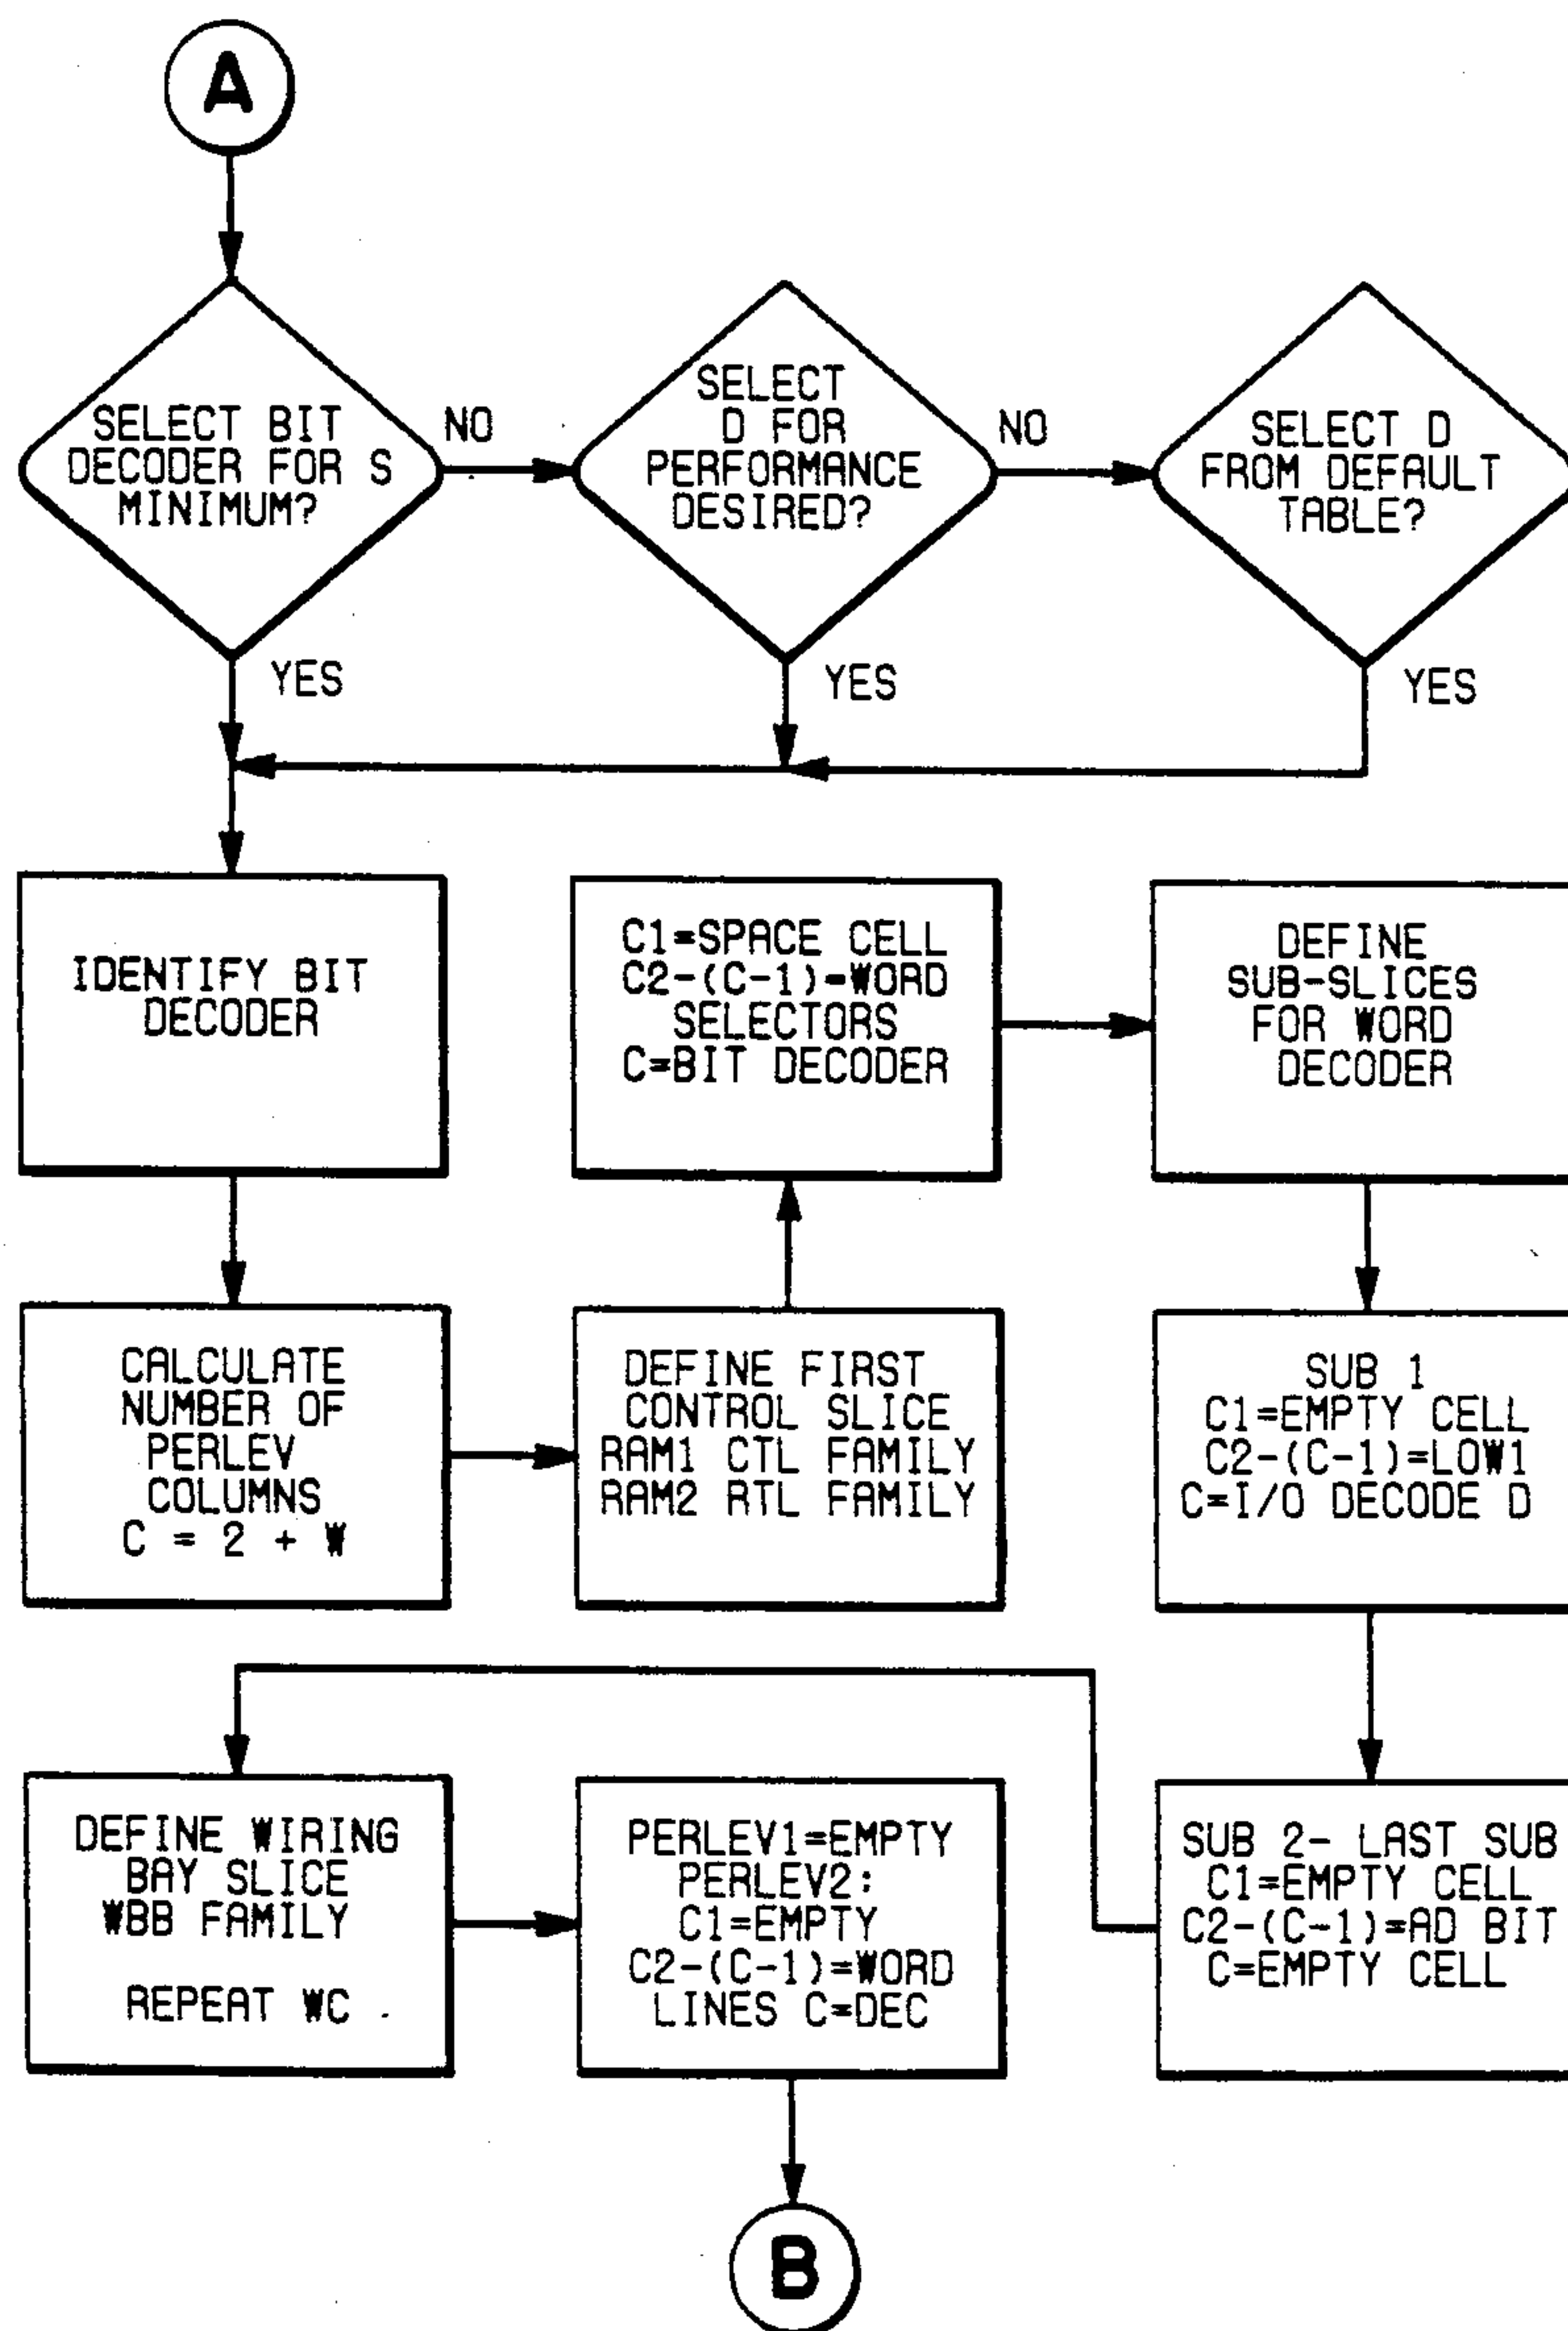 A
SELECT BIT
DECODER FOR S
MINIMUM?
NO
SELECT
D FOR
PERFORMANCE
DESIRED?
NO
SELECT D
FROM DEFAULT
TABLE?
YES
YES
YES
IDENTIFY BIT
DECODER
C1=SPACE CELL
C2-(C-1)=WORD
SELECTORS
C=BIT DECODER
DEFINE
SUB-SLICES
FOR WORD
DECODER
CALCULATE
NUMBER OF
PERLEV
COLUMNS
C = 2 + W
DEFINE FIRST
CONTROL SLICE
RAM1 CTL FAMILY
RAM2 RTL FAMILY
SUB 1
C1=EMPTY CELL
C2-(C-1)=LOW1
C=I/O DECODE D
DEFINE WIRING
BAY SLICE
WBB FAMILY
REPEAT WC
PERLEV1=EMPTY
PERLEV2:
C1=EMPTY
C2-(C-1)=WORD
LINES C=DEC
SUB 2- LAST SUB
C1=EMPTY CELL
C2-(C-1)=AD BIT
C=EMPTY CELL
B